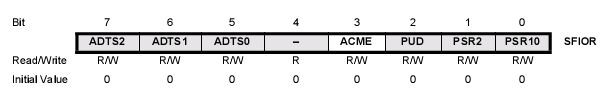 Bit 7 6 5 4 3 2 1 0
ADTS2 ADTS1 ADTS0 – ACME PUD PSR2 PSR10 SFIOR
Read/Write R/W R/W R/W R R/W R/W R/W R/W
Initial Value 0 0 0 0 0 0 0 0